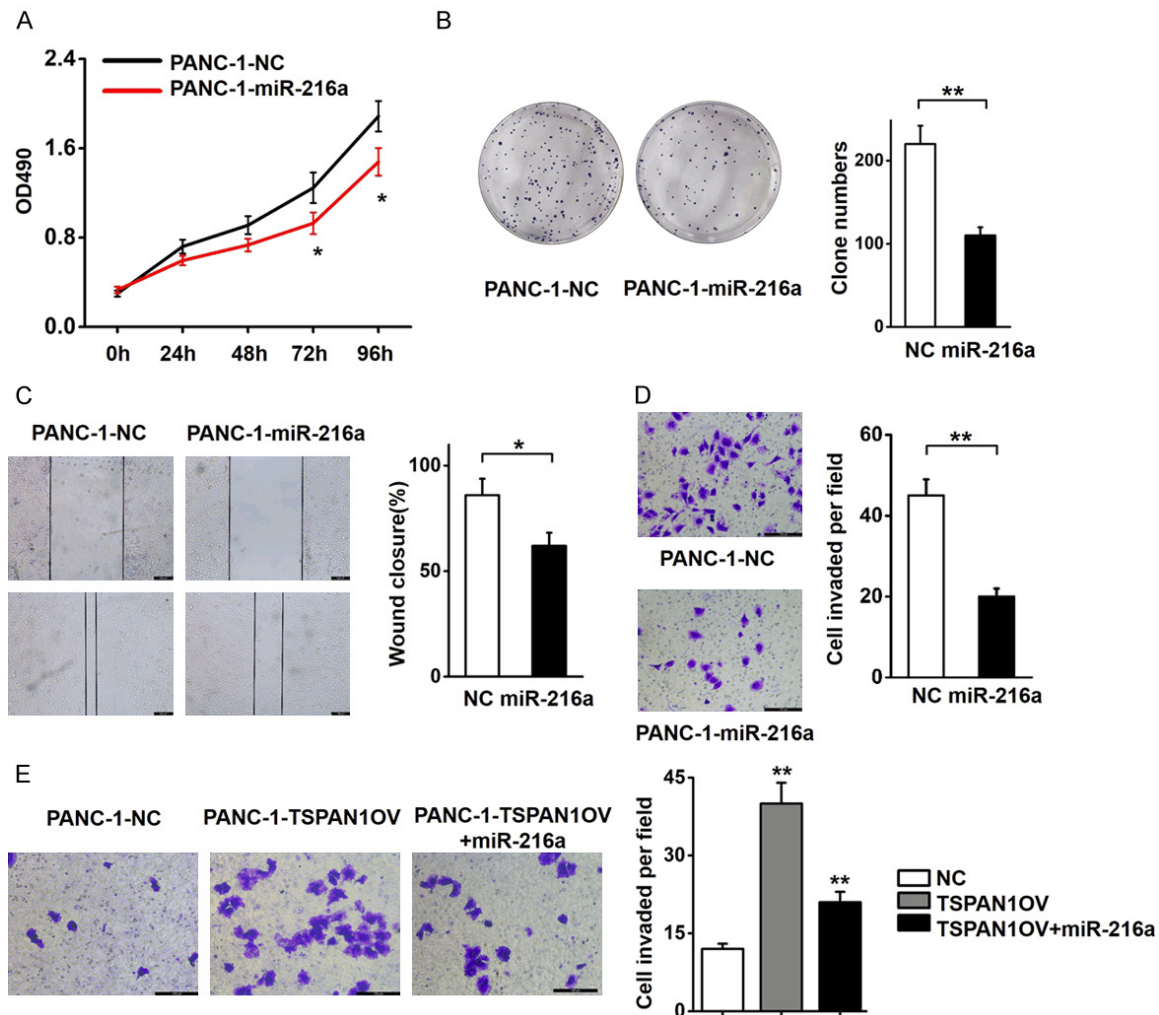 A
2.4
1.6
0.8
0.0
OD490
PANC-1-NC
PANC-1-miR-216a
*
*
0h 24h 48h 72h 96h
B
PANC-1-NC PANC-1-miR-216a
**
Clone numbers
200
100
0
NC miR-216a
C
PANC-1-NC PANC-1-miR-216a
*
Wound closure(%)
100
50
0
NC miR-216a
D
PANC-1-NC
PANC-1-miR-216a
**
Cell invaded per field
60
40
20
0
NC miR-216a
E
PANC-1-NC PANC-1-TSPAN1OV PANC-1-TSPAN1OV
+miR-216a
Cell invaded per field
45
30
15
0
**
**
NC
TSPAN1OV
TSPAN1OV+miR-216a